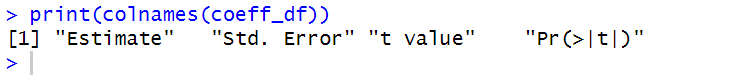 > print(colnames(coeff_df))
[1] "Estimate"   "Std. Error" "t value"    "Pr(>|t|)"
>